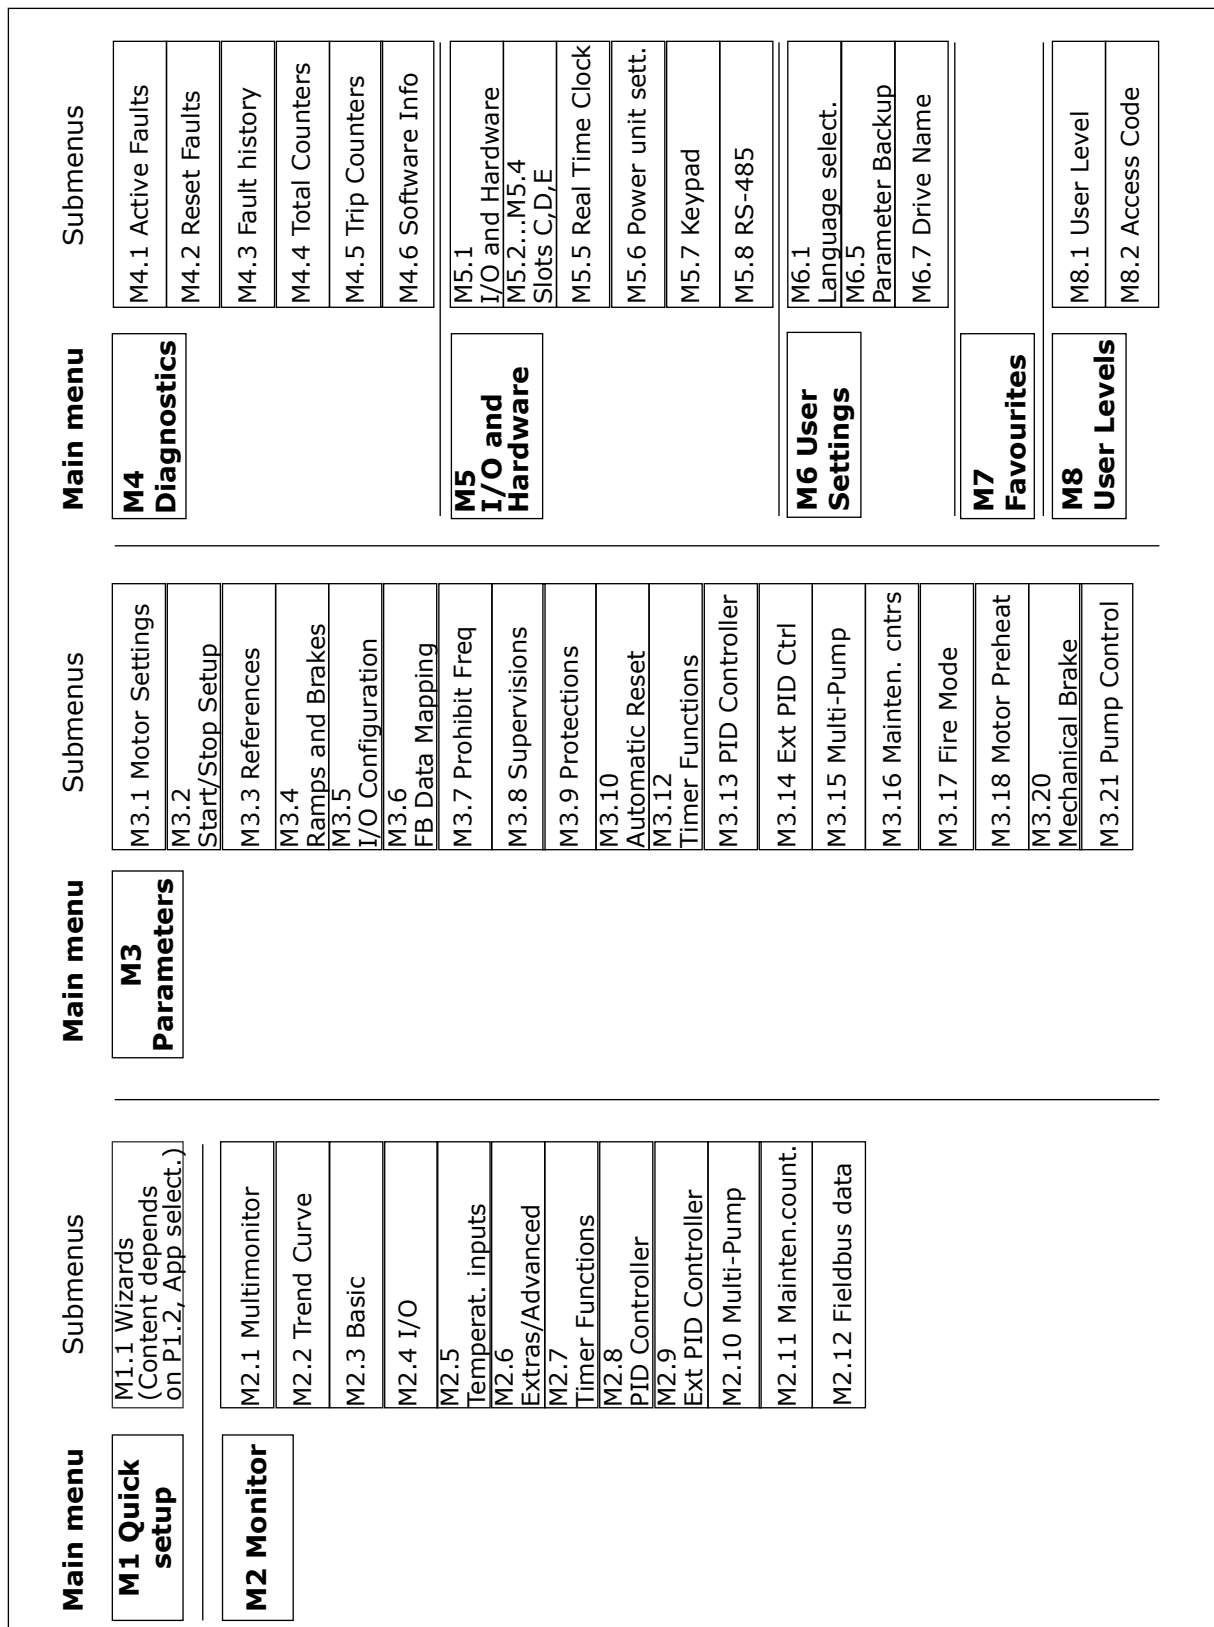 Main menu
Submenus
M1 Quick
setup
M1.1 Wizards
(Content depends
on P1.2, App select.)
M2 Monitor
M2.1 Multimonitor
M2.2 Trend Curve
M2.3 Basic
M2.4 I/O
M2.5
Temperat. inputs
M2.6
Extras/Advanced
M2.7
Timer Functions
M2.8
PID Controller
M2.9
Ext PID Controller
M2.10 Multi-Pump
M2.11 Mainten.count.
M2.12 Fieldbus data
Main menu
Submenus
M3
Parameters
M3.1 Motor Settings
M3.2
Start/Stop Setup
M3.3 References
M3.4
Ramps and Brakes
M3.5
I/O Configuration
M3.6
FB Data Mapping
M3.7 Prohibit Freq
M3.8 Supervisions
M3.9 Protections
M3.10
Automatic Reset
M3.12
Timer Functions
M3.13 PID Controller
M3.14 Ext PID Ctrl
M3.15 Multi-Pump
M3.16 Mainten. cntrs
M3.17 Fire Mode
M3.18 Motor Preheat
M3.20
Mechanical Brake
M3.21 Pump Control
Main menu
Submenus
M4
Diagnostics
M4.1 Active Faults
M4.2 Reset Faults
M4.3 Fault history
M4.4 Total Counters
M4.5 Trip Counters
M4.6 Software Info
M5
I/O and
Hardware
M5.1
I/O and Hardware
M5.2...M5.4
Slots C,D,E
M5.5 Real Time Clock
M5.6 Power unit sett.
M5.7 Keypad
M5.8 RS-485
M6 User
Settings
M6.1
Language select.
M6.5
Parameter Backup
M6.7 Drive Name
M7
Favourites
M8
User Levels
M8.1 User Level
M8.2 Access Code